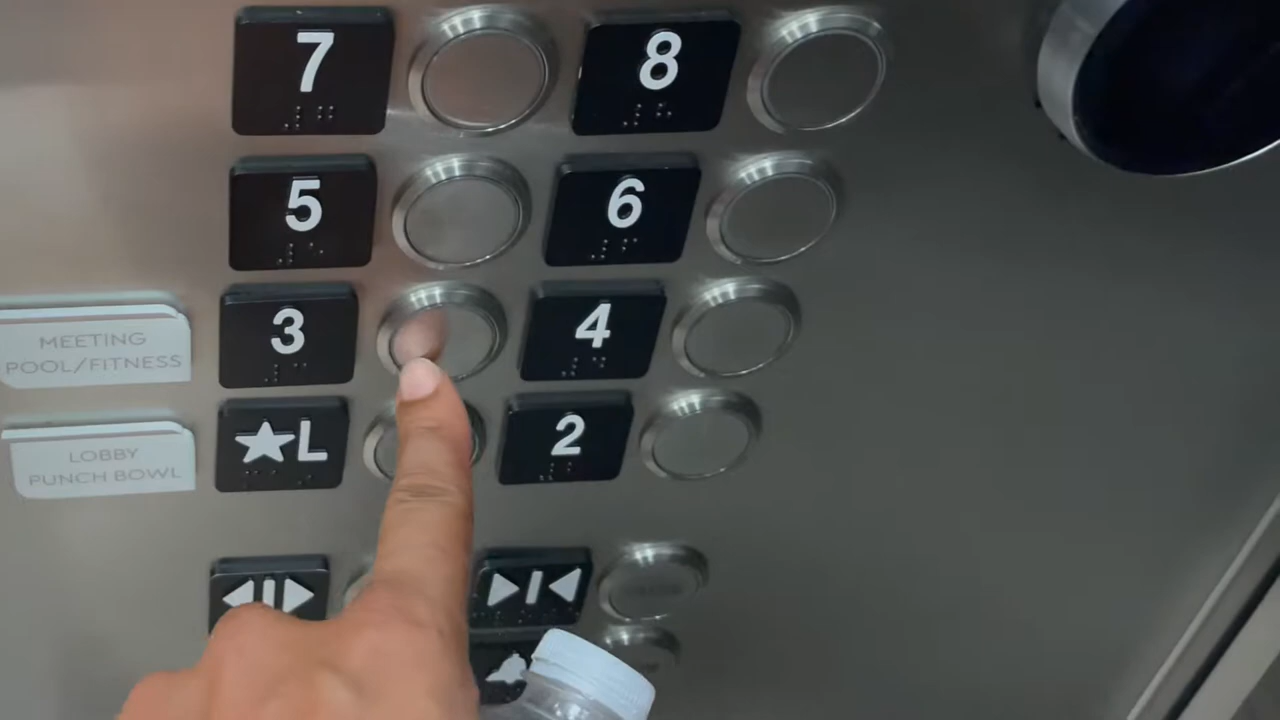 7 8
5 6
MEETING
POOL/FITNESS
3 4
LOBBY
PUNCH BOWL
★L 2